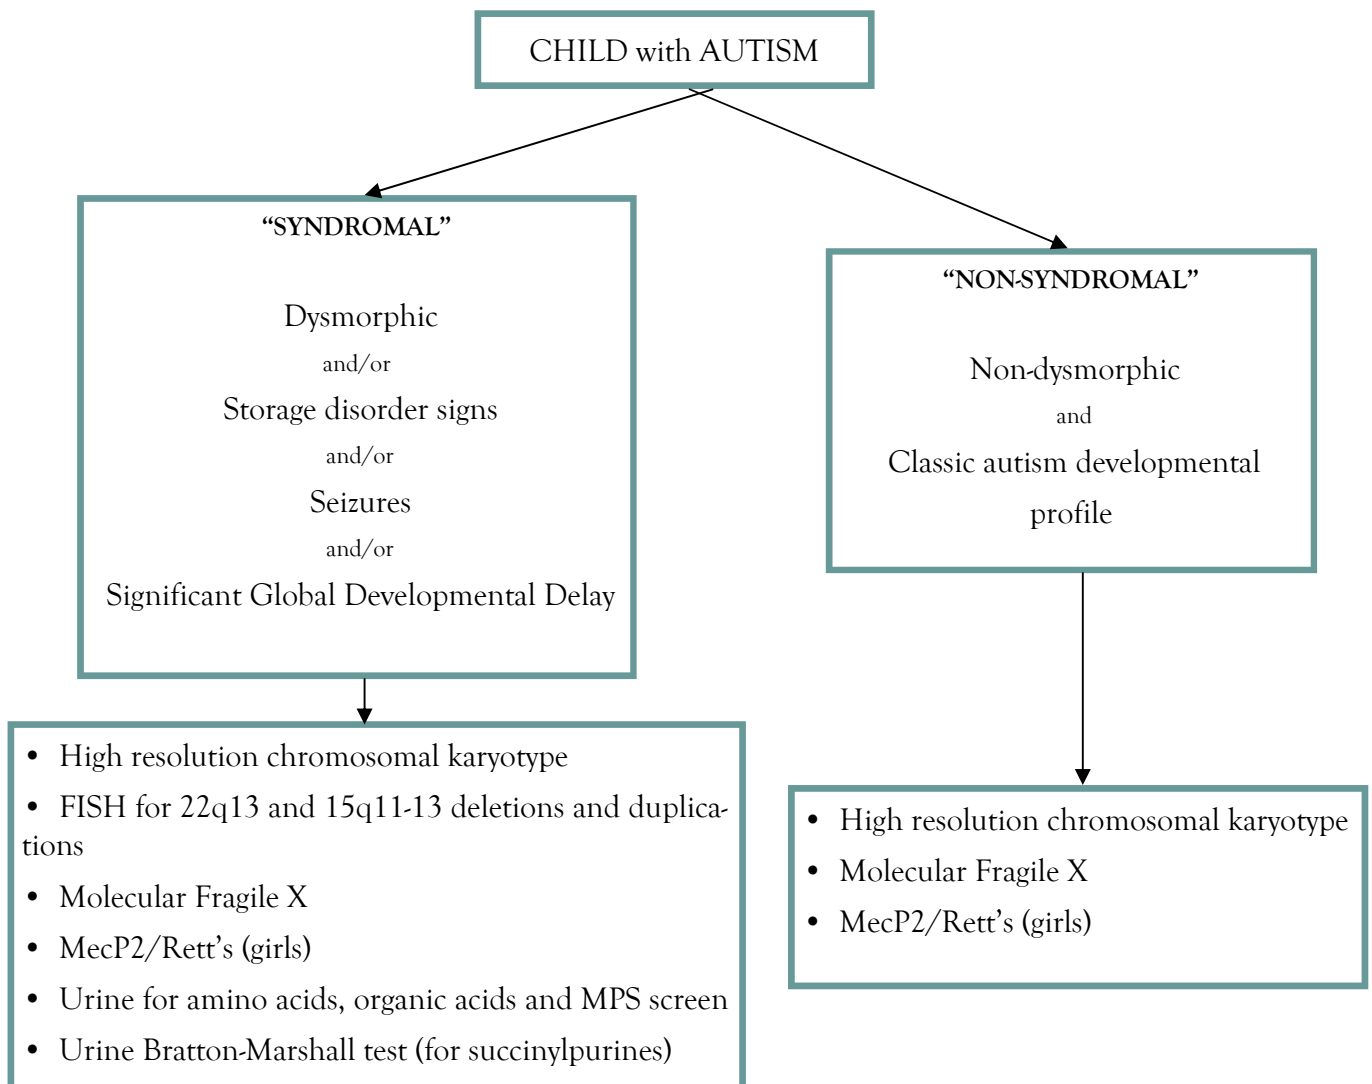 CHILD with AUTISM
“SYNDROMAL”
Dysmorphic
and/or
Storage disorder signs
and/or
Seizures
and/or
Significant Global Developmental Delay
“NON-SYNDROMAL”
Non-dysmorphic
and
Classic autism developmental
profile
• High resolution chromosomal karyotype
• FISH for 22q13 and 15q11-13 deletions and duplica-
tions
• Molecular Fragile X
• MecP2/Rett’s (girls)
• Urine for amino acids, organic acids and MPS screen
• Urine Bratton-Marshall test (for succinylpurines)
• High resolution chromosomal karyotype
• Molecular Fragile X
• MecP2/Rett’s (girls)